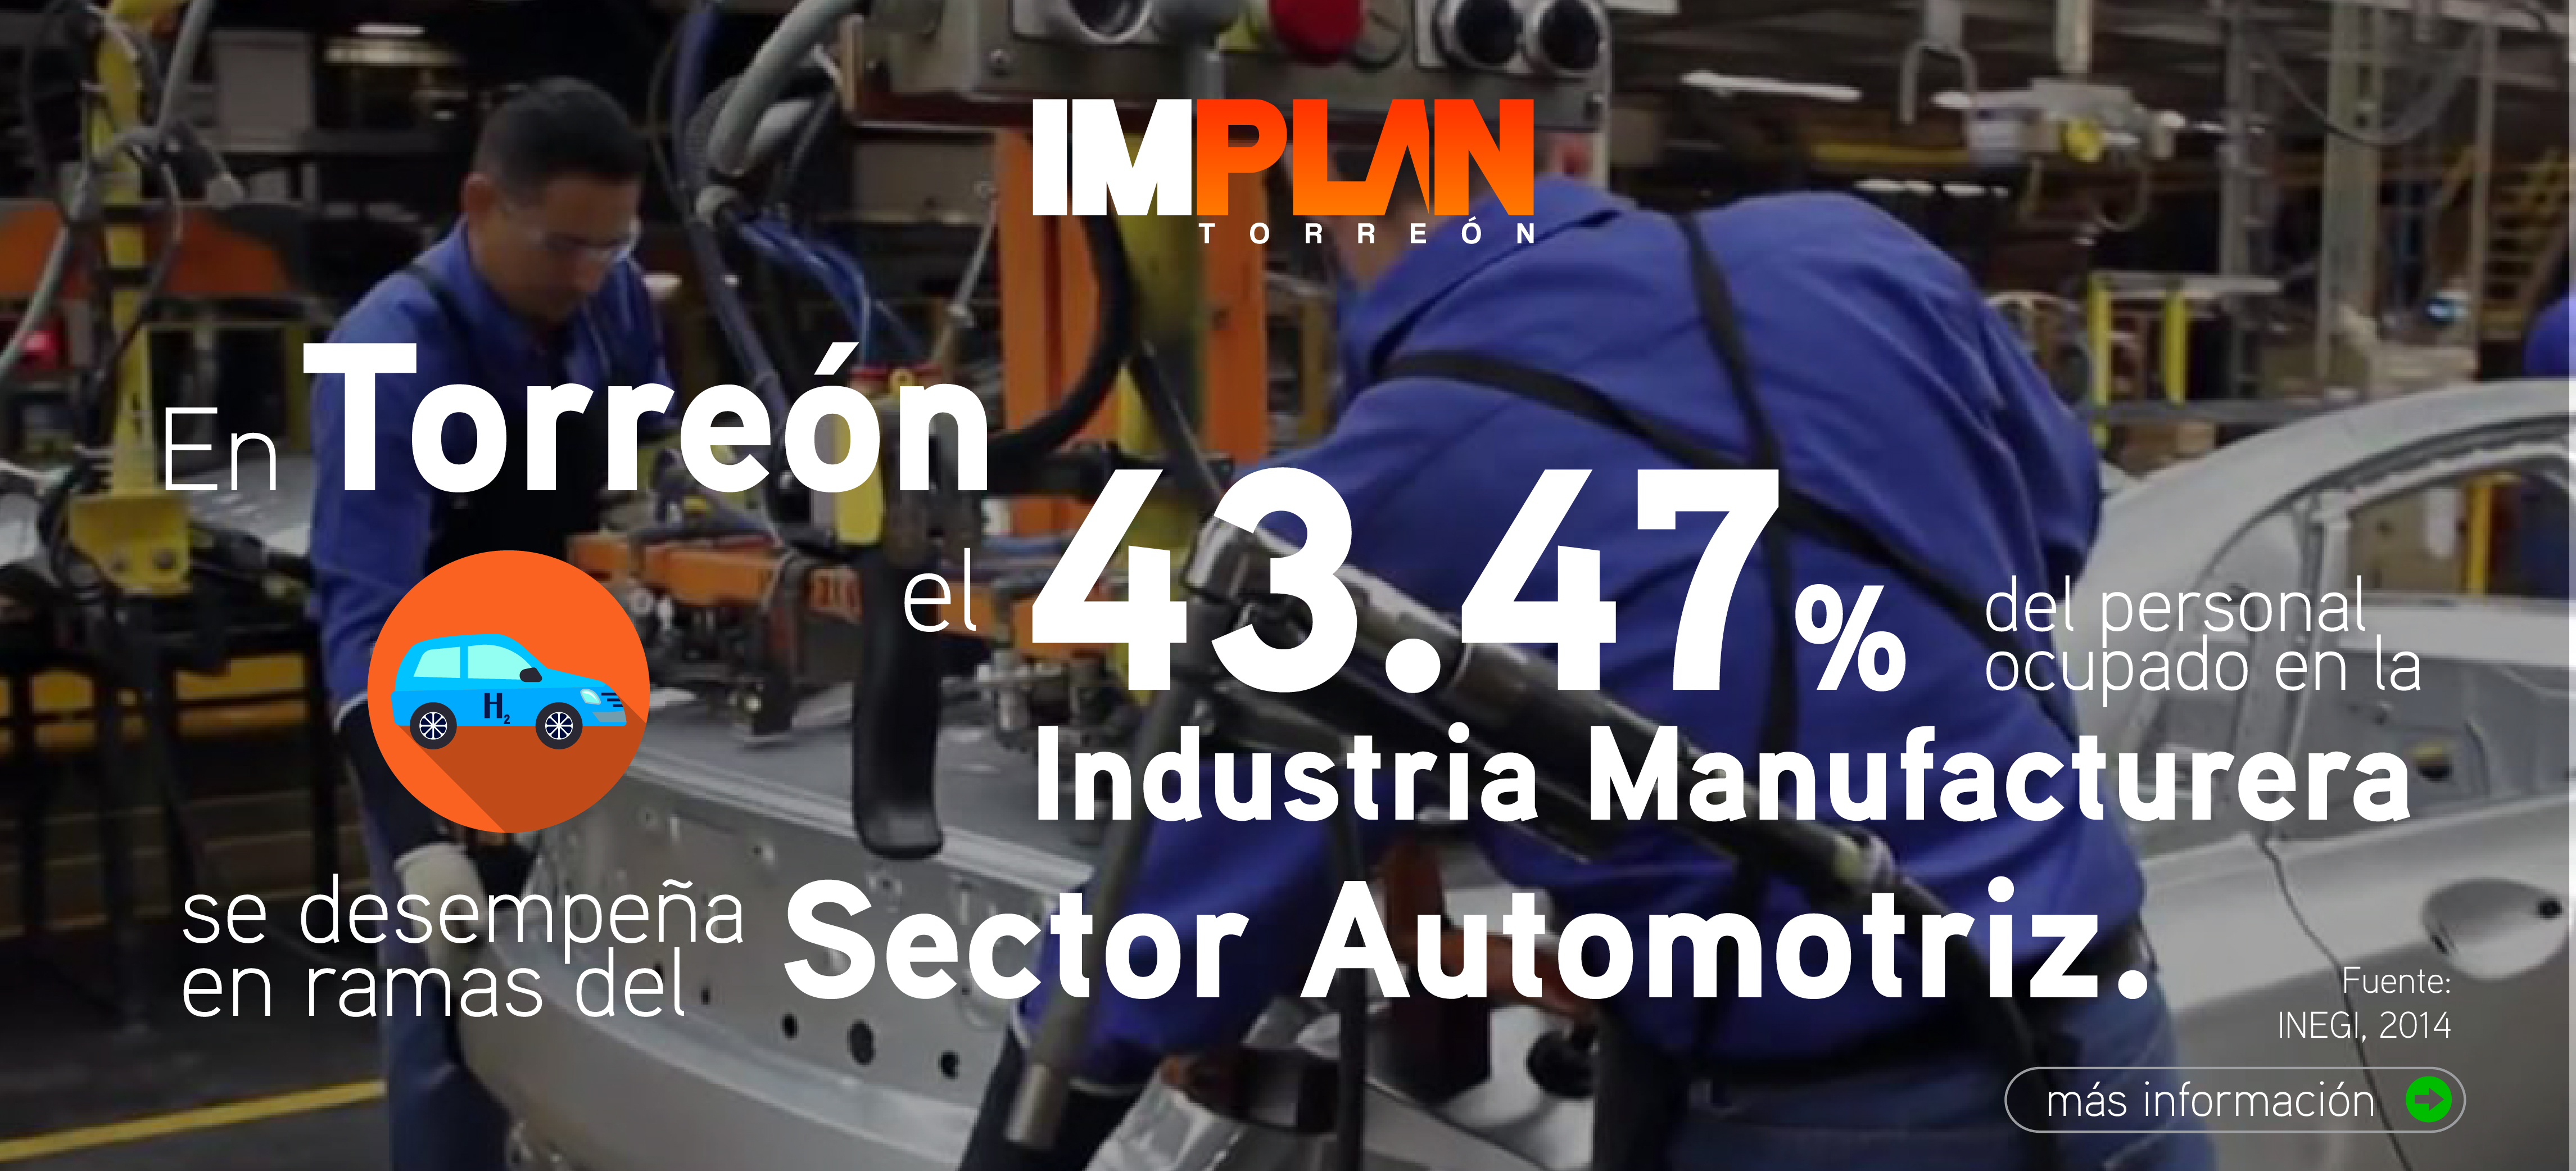 IMPLAN
TORREÓN
En Torreón
el 43.47% del personal
ocupado en la
Industria Manufacturera
H2
se desempeña
en ramas del Sector Automotriz.
Fuente:
INEGI, 2014
más información